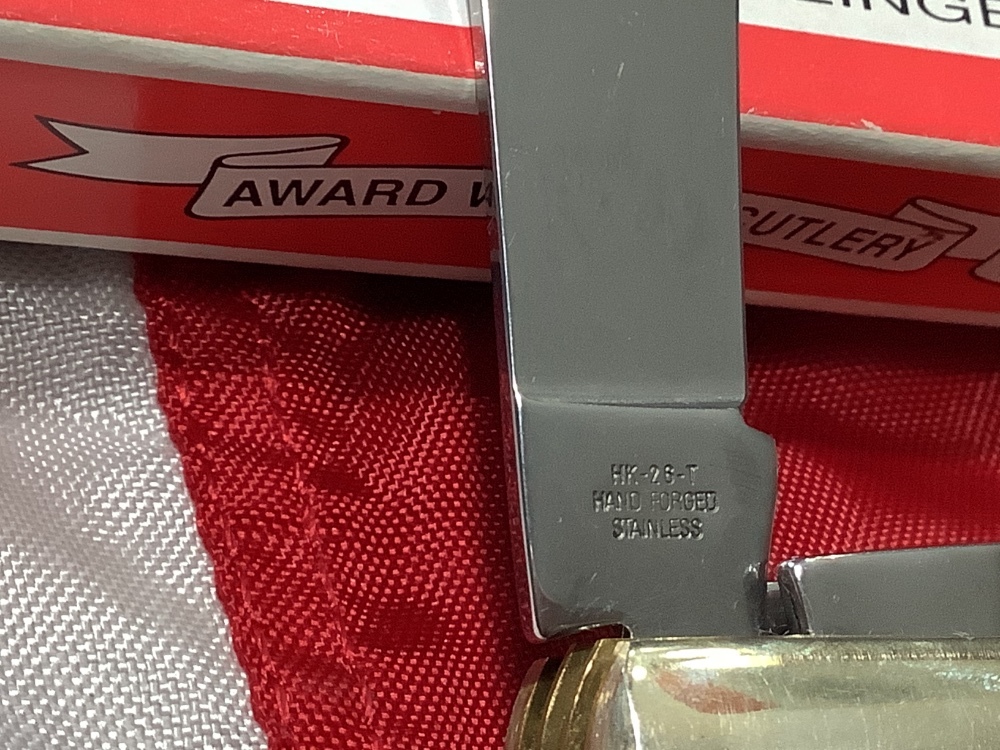 AWARD
CUTLERY
HK-26-T
HAND FORGED
STAINLESS